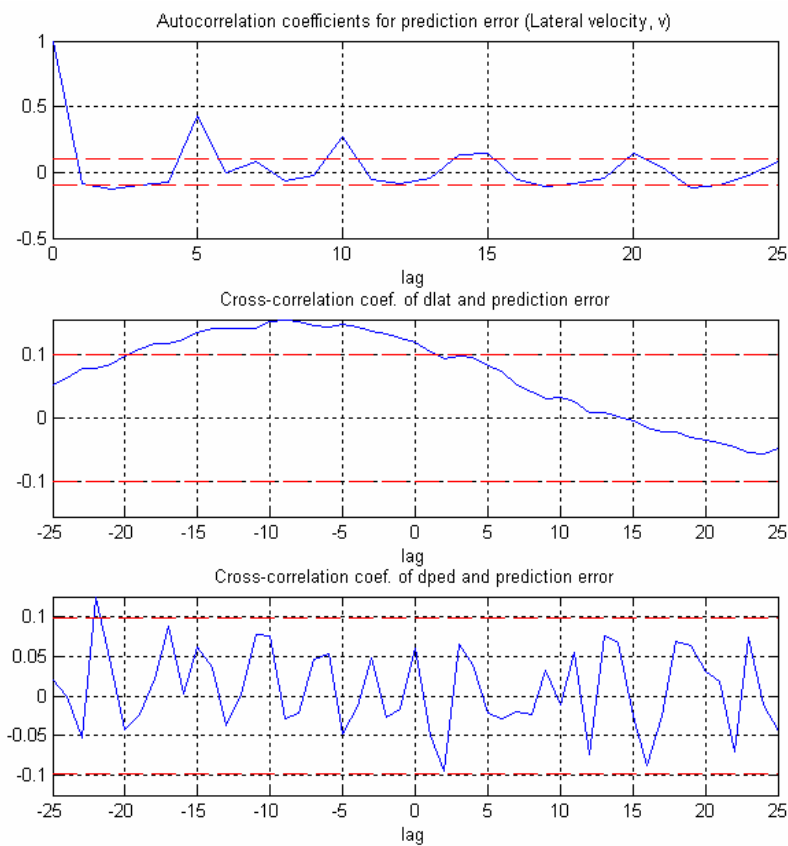 Autocorrelation coefficients for prediction error (Lateral velocity, v)
1
0.5
0
-0.5
0 5 10 15 20 25
lag
Cross-correlation coef. of dlat and prediction error
0.1
0
-0.1
-25 -20 -15 -10 -5 0 5 10 15 20 25
lag
Cross-correlation coef. of dped and prediction error
0.1
0.05
0
-0.05
-0.1
-25 -20 -15 -10 -5 0 5 10 15 20 25
lag